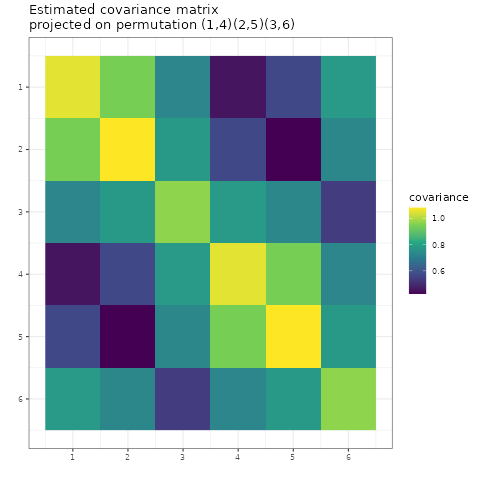 Estimated covariance matrix
projected on permutation (1,4)(2,5)(3,6)
1
2
3
4
5
6
1 2 3 4 5 6
covariance
1.0
0.8
0.6